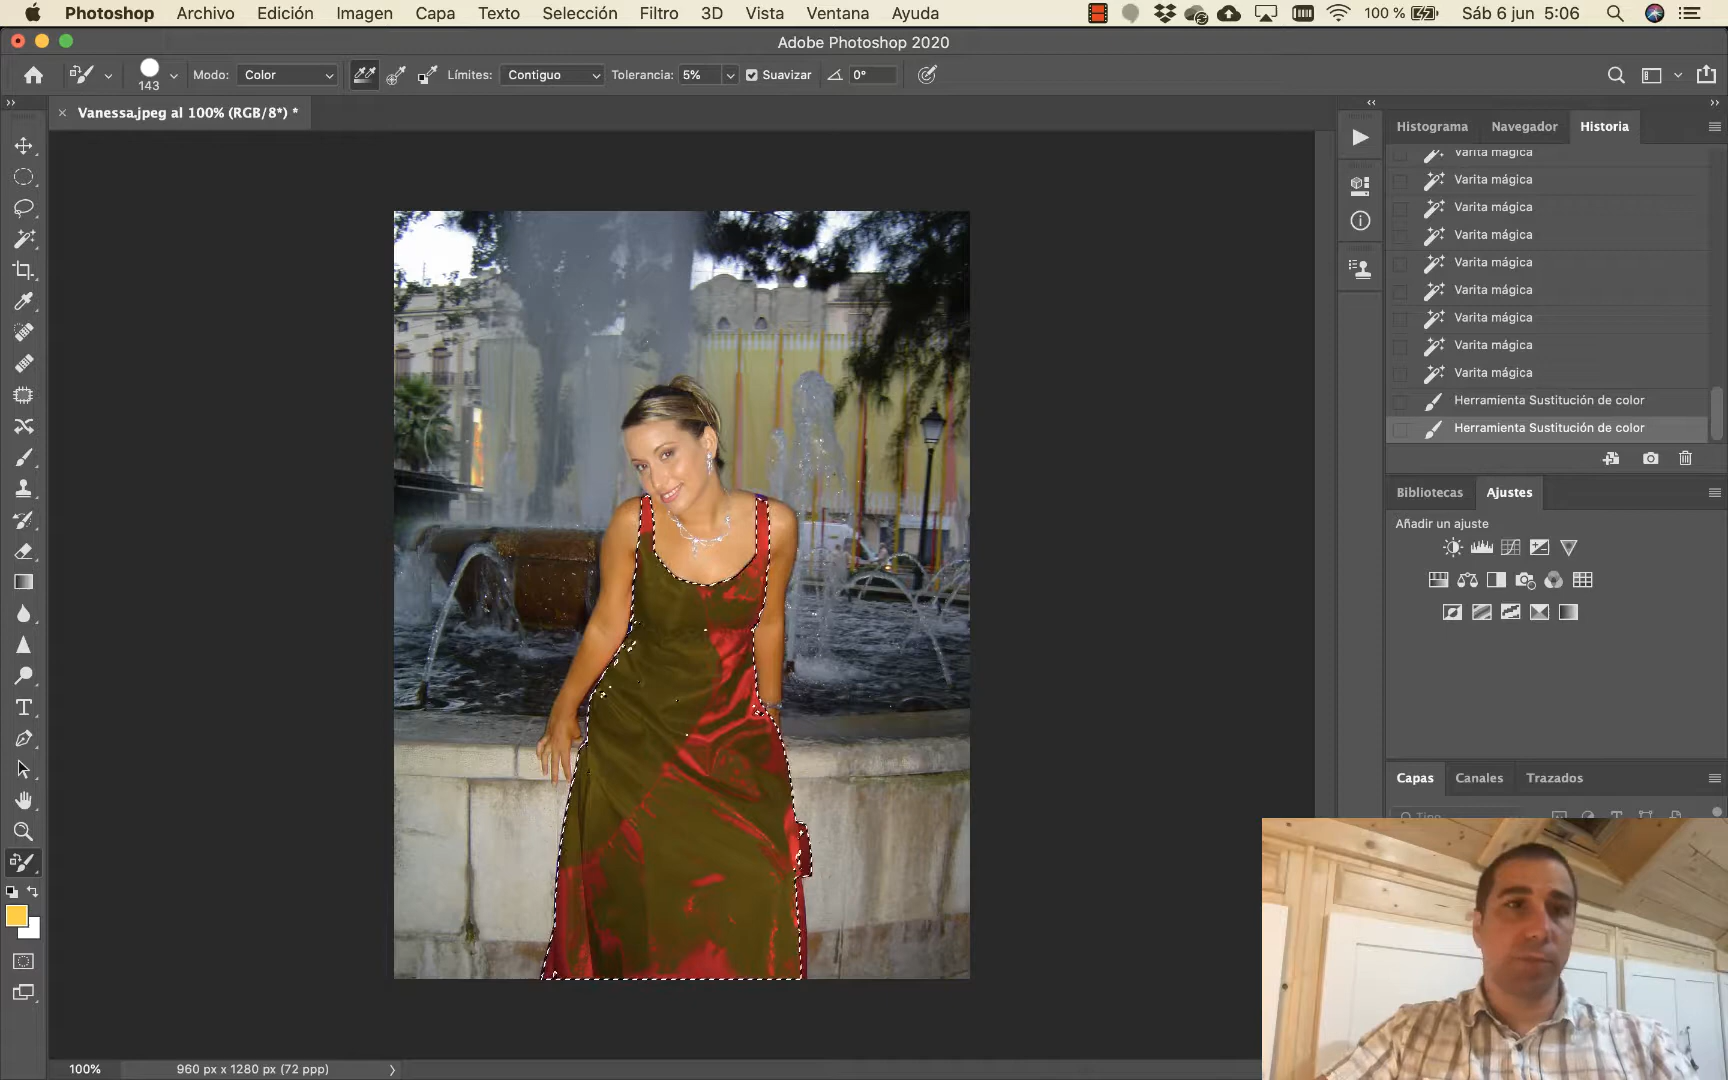 Photoshop Archivo Edición Imagen Capa Texto Selección Filtro 3D Vista Ventana Ayuda 100 % Sáb 6 jun 5:06
Adobe Photoshop 2020
143 Modo: Color Límites: Contiguo Tolerancia: 5% Suavizar 0°
Vanessa.jpeg al 100% (RGB/8*) *
Histograma Navegador Historia
Varita mágica
Varita mágica
Varita mágica
Varita mágica
Varita mágica
Varita mágica
Varita mágica
Varita mágica
Varita mágica
Herramienta Sustitución de color
Herramienta Sustitución de color
Bibliotecas Ajustes
Añadir un ajuste
Capas Canales Trazados
Tipo
100% 960 px x 1280 px (72 ppp)